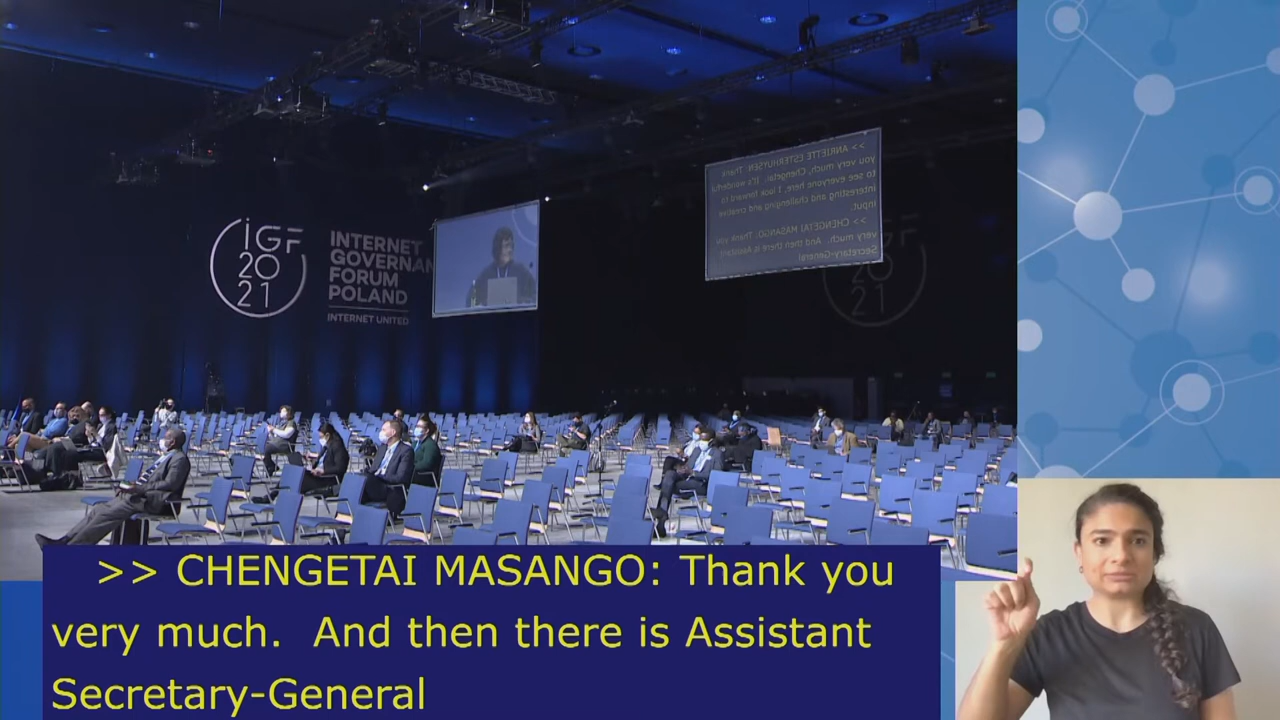 iGF
20
21
INTERNET
GOVERNAN
FORUM
POLAND
INTERNET UNITED
>> ANRIETTE ESTERHUYSEN: Thank
you very much, Chengetai. It's wonderful
to see everyone here, I look forward to
interesting and challenging and creative
input.
>> CHENGETAI MASANGO: Thank you
very much. And then there is Assistant
Secretary-General
20
21
>> CHENGETAI MASANGO: Thank you
very much. And then there is Assistant
Secretary-General